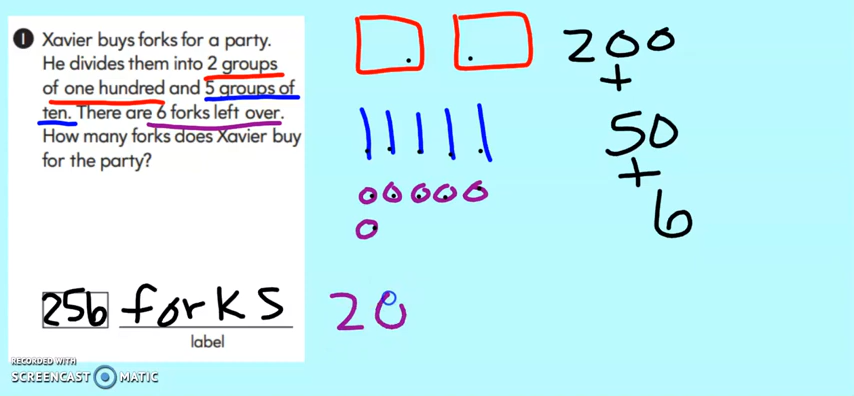 1 Xavier buys forks for a party.
He divides them into 2 groups
of one hundred and 5 groups of
ten. There are 6 forks left over.
How many forks does Xavier buy
for the party?
256 forks
label
200
+
50
+
6
20
RECORDED WITH
SCREENCAST MATIC